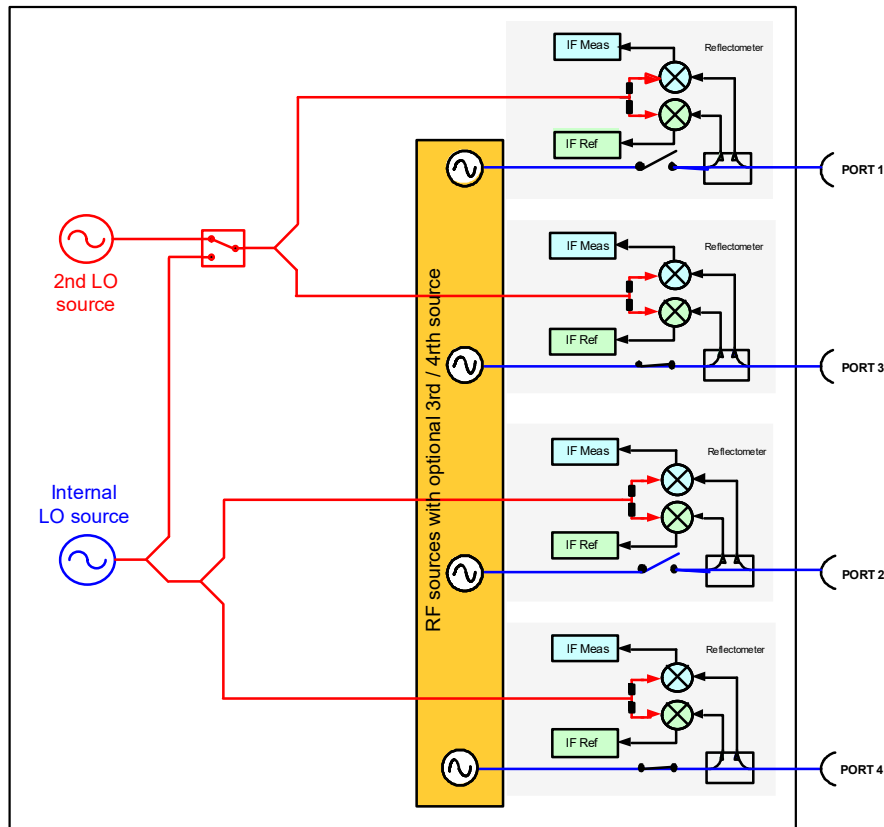 IF Meas
Reflectometer
IF Ref
PORT 1
IF Meas
Reflectometer
2nd LO
source
IF Ref
PORT 3
RF sources with optional 3rd / 4rth source
IF Meas
Reflectometer
Internal
LO source
IF Ref
PORT 2
IF Meas
Reflectometer
IF Ref
PORT 4